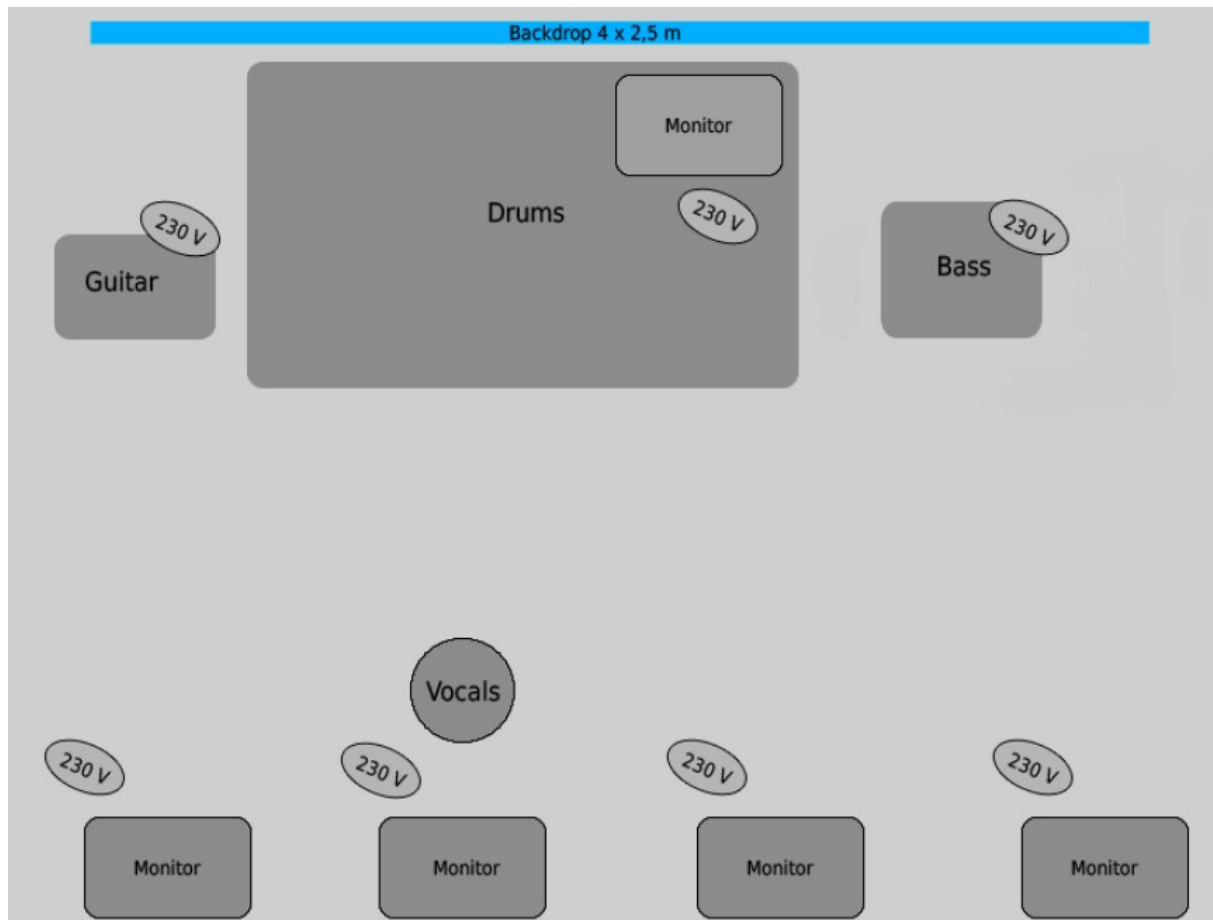 Backdrop 4 x 2,5 m
Monitor
Drums
230 V
230 V
230 V
Guitar
Bass
Vocals
230 V
230 V
230 V
230 V
Monitor
Monitor
Monitor
Monitor